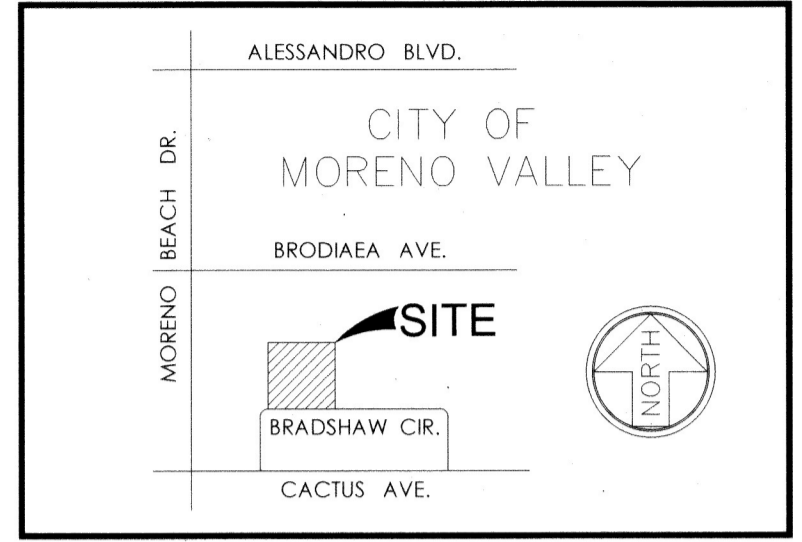 ALESSANDRO BLVD.
CITY OF
MORENO VALLEY
MORENO BEACH DR.
BRODIAEA AVE.
SITE
NORTH
BRADSHAW CIR.
CACTUS AVE.